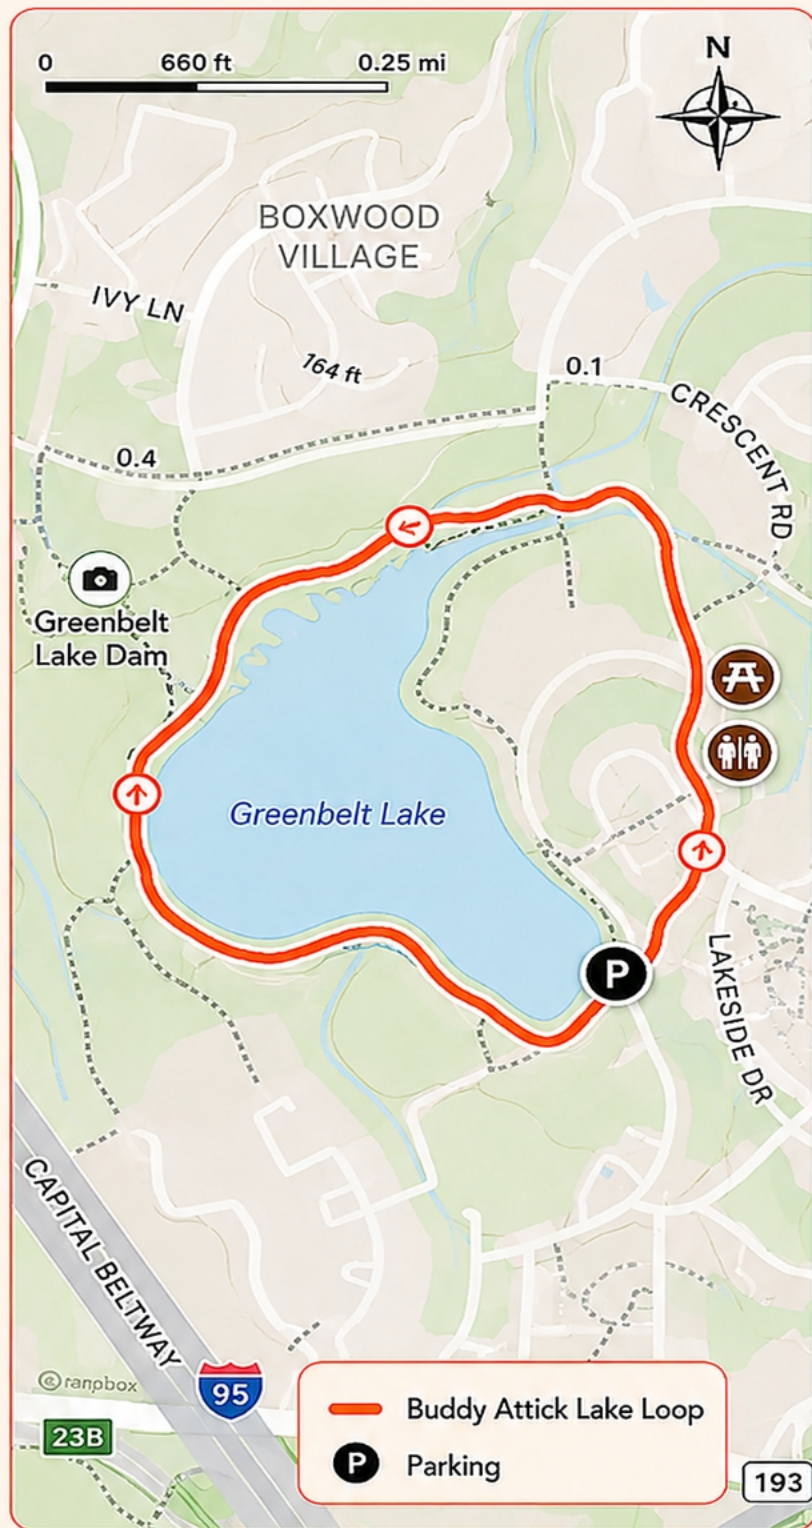 0 660 ft 0.25 mi
N
BOXWOOD
VILLAGE
IVY LN
164 ft
0.1
CRESCENT RD
0.4
Greenbelt
Lake Dam
Greenbelt Lake
P
LAKESIDE DR
CAPITAL BELTWAY
95
23B
Buddy Attick Lake Loop
P Parking
193